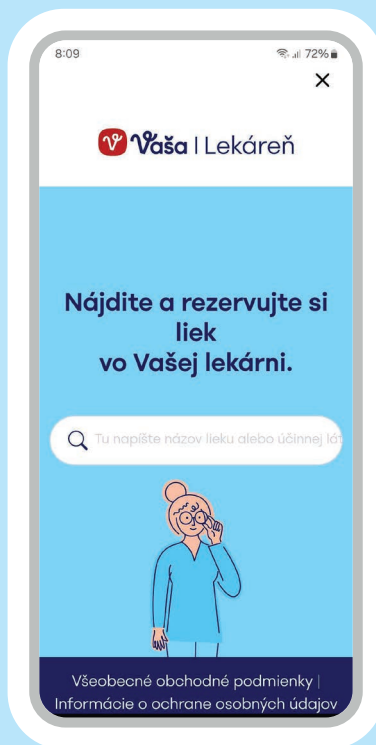 8:09 72%
Vaša | Lekáreň
Nájdite a rezervujte si
liek
vo Vašej lekárni.
Tu napíšte názov lieku alebo účinnej
Všeobecné obchodné podmienky |
Informácie o ochrane osobných údajov